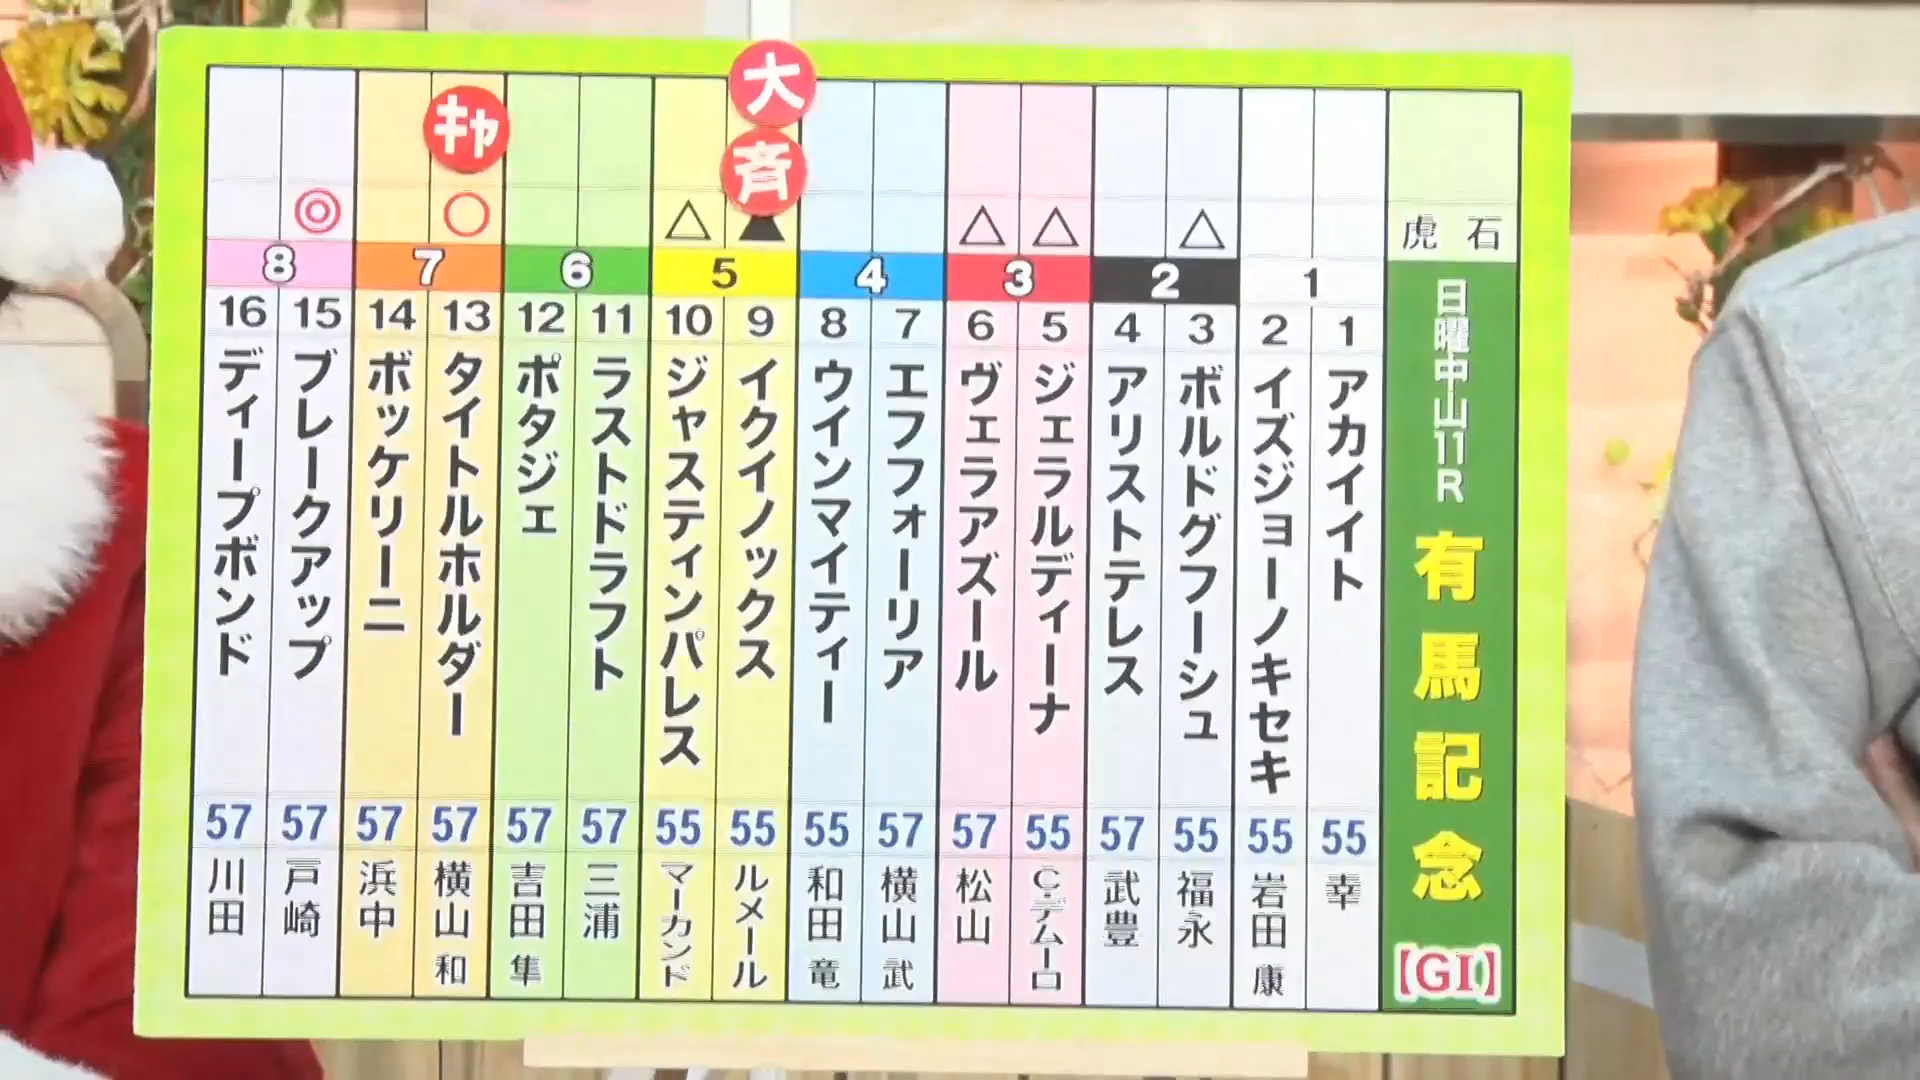 虎石
日曜中山11R
有馬記念
【GI】
1
1
アカイイト
55
幸
2
イズジョーノキセキ
55
岩田康
2
△
3
ボルドグフーシュ
55
福永
4
アリストテレス
57
武豊
3
△
5
ジェラルディーナ
55
C・デムーロ
△
6
ヴェラアズール
57
松山
4
7
エフフォーリア
57
横山武
8
ウインマイティー
55
和田竜
5
大
斉
▲
9
イクイノックス
55
ルメール
△
10
ジャスティンパレス
55
マーカンド
6
11
ラストドラフト
57
三浦
12
ポタジェ
57
吉田隼
7
キャ
○
13
タイトルホルダー
57
横山和
14
ボッケリーニ
57
浜中
8
◎
15
ブレークアップ
57
戸崎
16
ディープボンド
57
川田